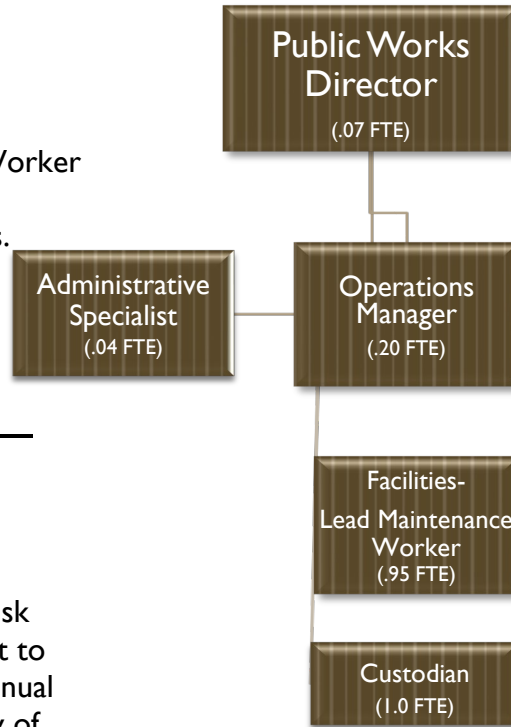 Public Works
Director
(.07 FTE)
Worker
s.
Administrative
Specialist
(.04 FTE)
Operations
Manager
(.20 FTE)
Facilities-
Lead Maintenance
Worker
(.95 FTE)
sk
t to
nual
Custodian
(1.0 FTE)
of